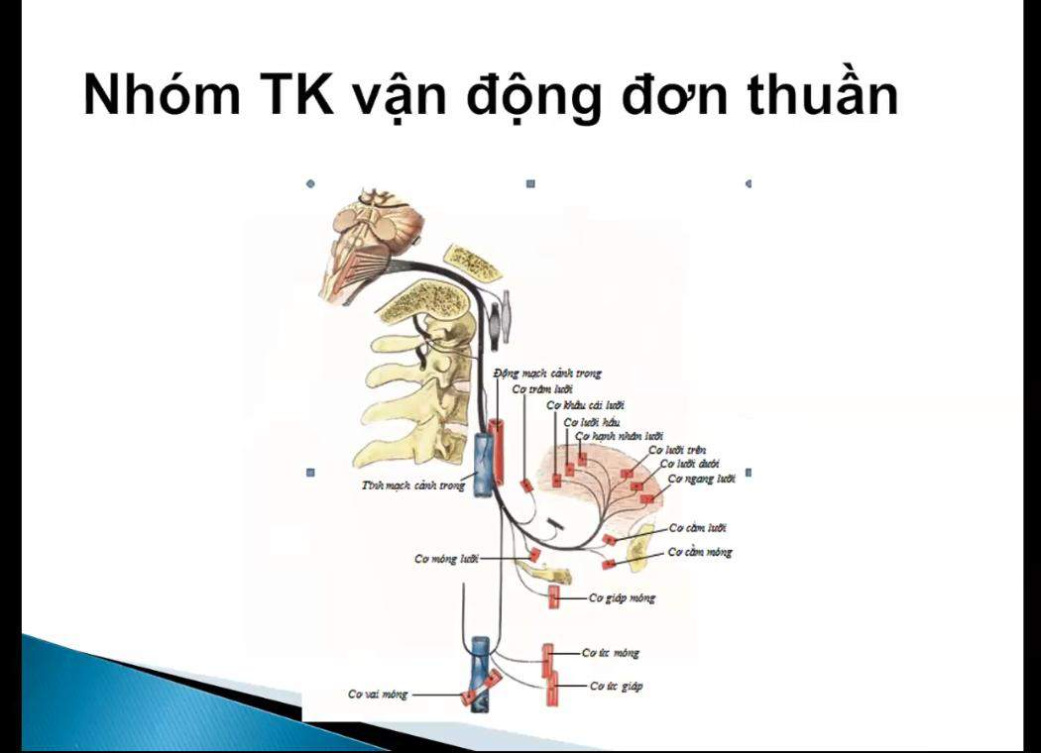 Nhóm TK vận động đơn thuần
Động mạch cảnh trong
Cơ trâm lưỡi
Cơ khẩu cái lưỡi
Cơ lưỡi hầu
Cơ hạnh nhân lưỡi
Cơ lưỡi trên
Cơ lưỡi dưới
Cơ ngang lưỡi
Tĩnh mạch cảnh trong
Cơ cằm lưỡi
Cơ cằm móng
Cơ móng lưỡi
Cơ giáp móng
Cơ ức móng
Cơ ức giáp
Cơ vai móng